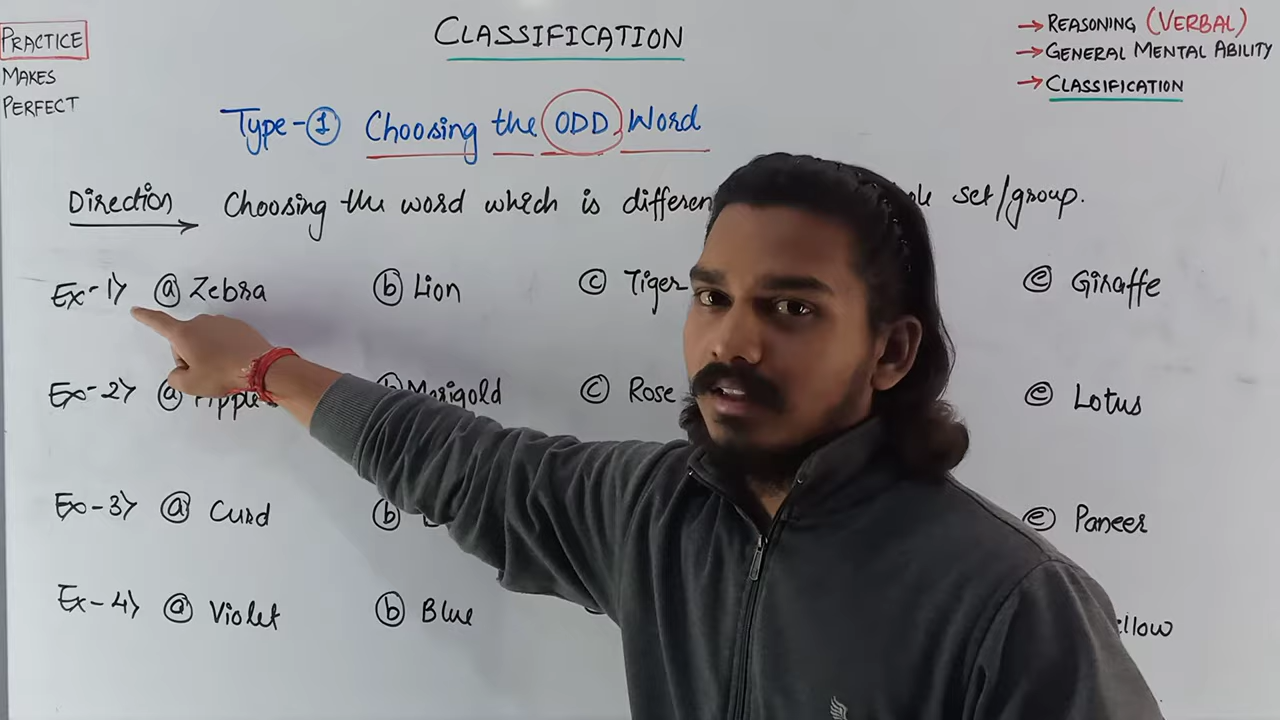 PRACTICE
MAKES
PERFECT
CLASSIFICATION
→ REASONING (VERBAL)
→ GENERAL MENTAL ABILITY
→ CLASSIFICATION
Type-① Choosing the ODD Word
Direction Choosing the word which is set/group.
Ex-1> ⓐ Zebra ⓑ Lion ⓒ Tiger ⓔ Giraffe
Ex-2> ⓐ ⓑ Marigold ⓒ Rose ⓔ Lotus
Ex-3> ⓐ Curd ⓑ ⓔ Paneer
Ex-4> ⓐ Violet ⓑ Blue